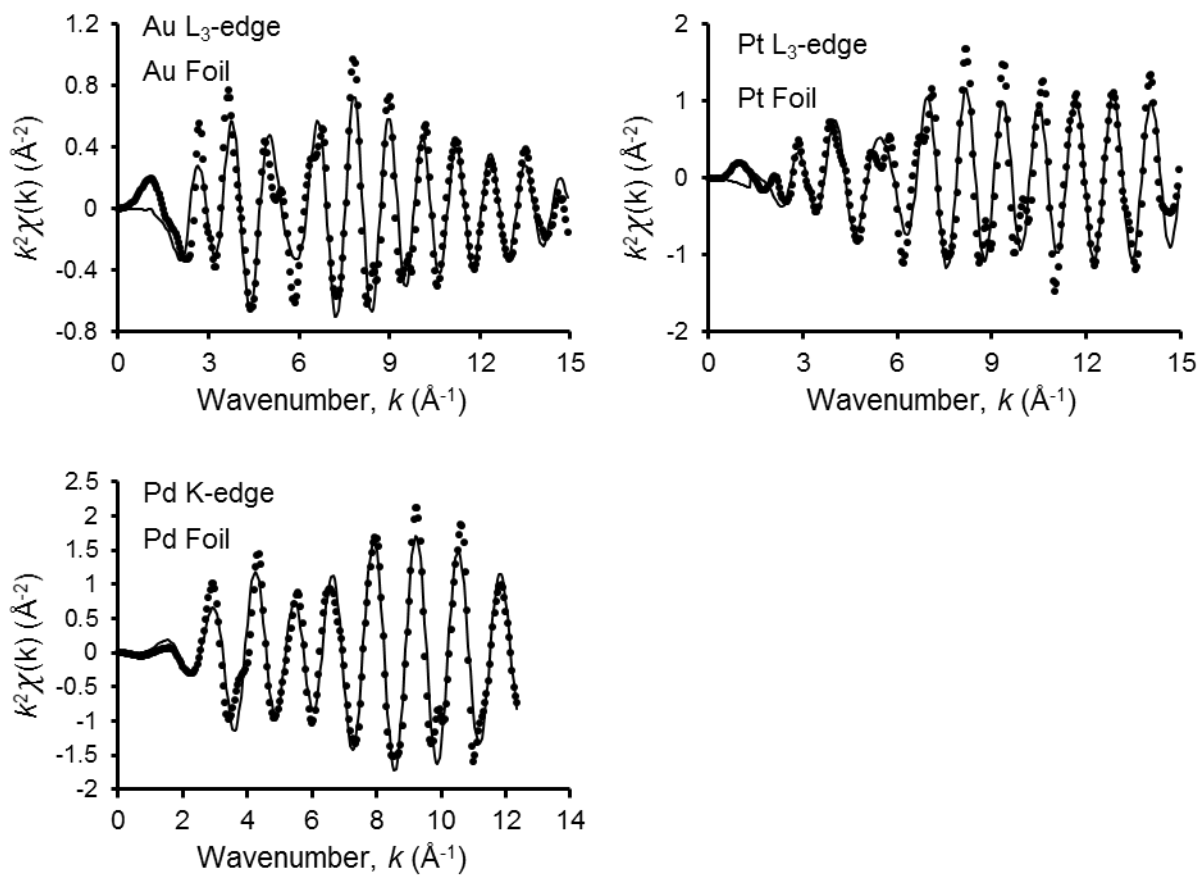 Au L₃-edge
Au Foil
1.2
0.8
0.4
0
-0.4
-0.8
k²χ(k) (Å⁻²)
0 3 6 9 12 15
Wavenumber, k (Å⁻¹)
Pt L₃-edge
Pt Foil
2
1
0
-1
-2
k²χ(k) (Å⁻²)
0 3 6 9 12 15
Wavenumber, k (Å⁻¹)
Pd K-edge
Pd Foil
2.5
2
1.5
1
0.5
0
-0.5
-1
-1.5
-2
k²χ(k) (Å⁻²)
0 2 4 6 8 10 12 14
Wavenumber, k (Å⁻¹)